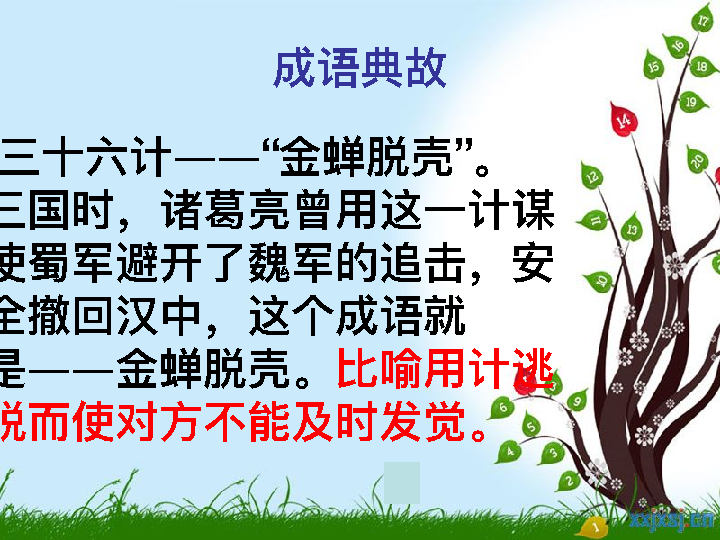 成语典故
三十六计——“金蝉脱壳”。
三国时，诸葛亮曾用这一计谋
使蜀军避开了魏军的追击，安
全撤回汉中，这个成语就
是——金蝉脱壳。比喻用计逃
脱而使对方不能及时发觉。
17
16
15
18
19
14
20
12
11
13
10
9
6
5
4
3
2
1
xxjxsj.cn